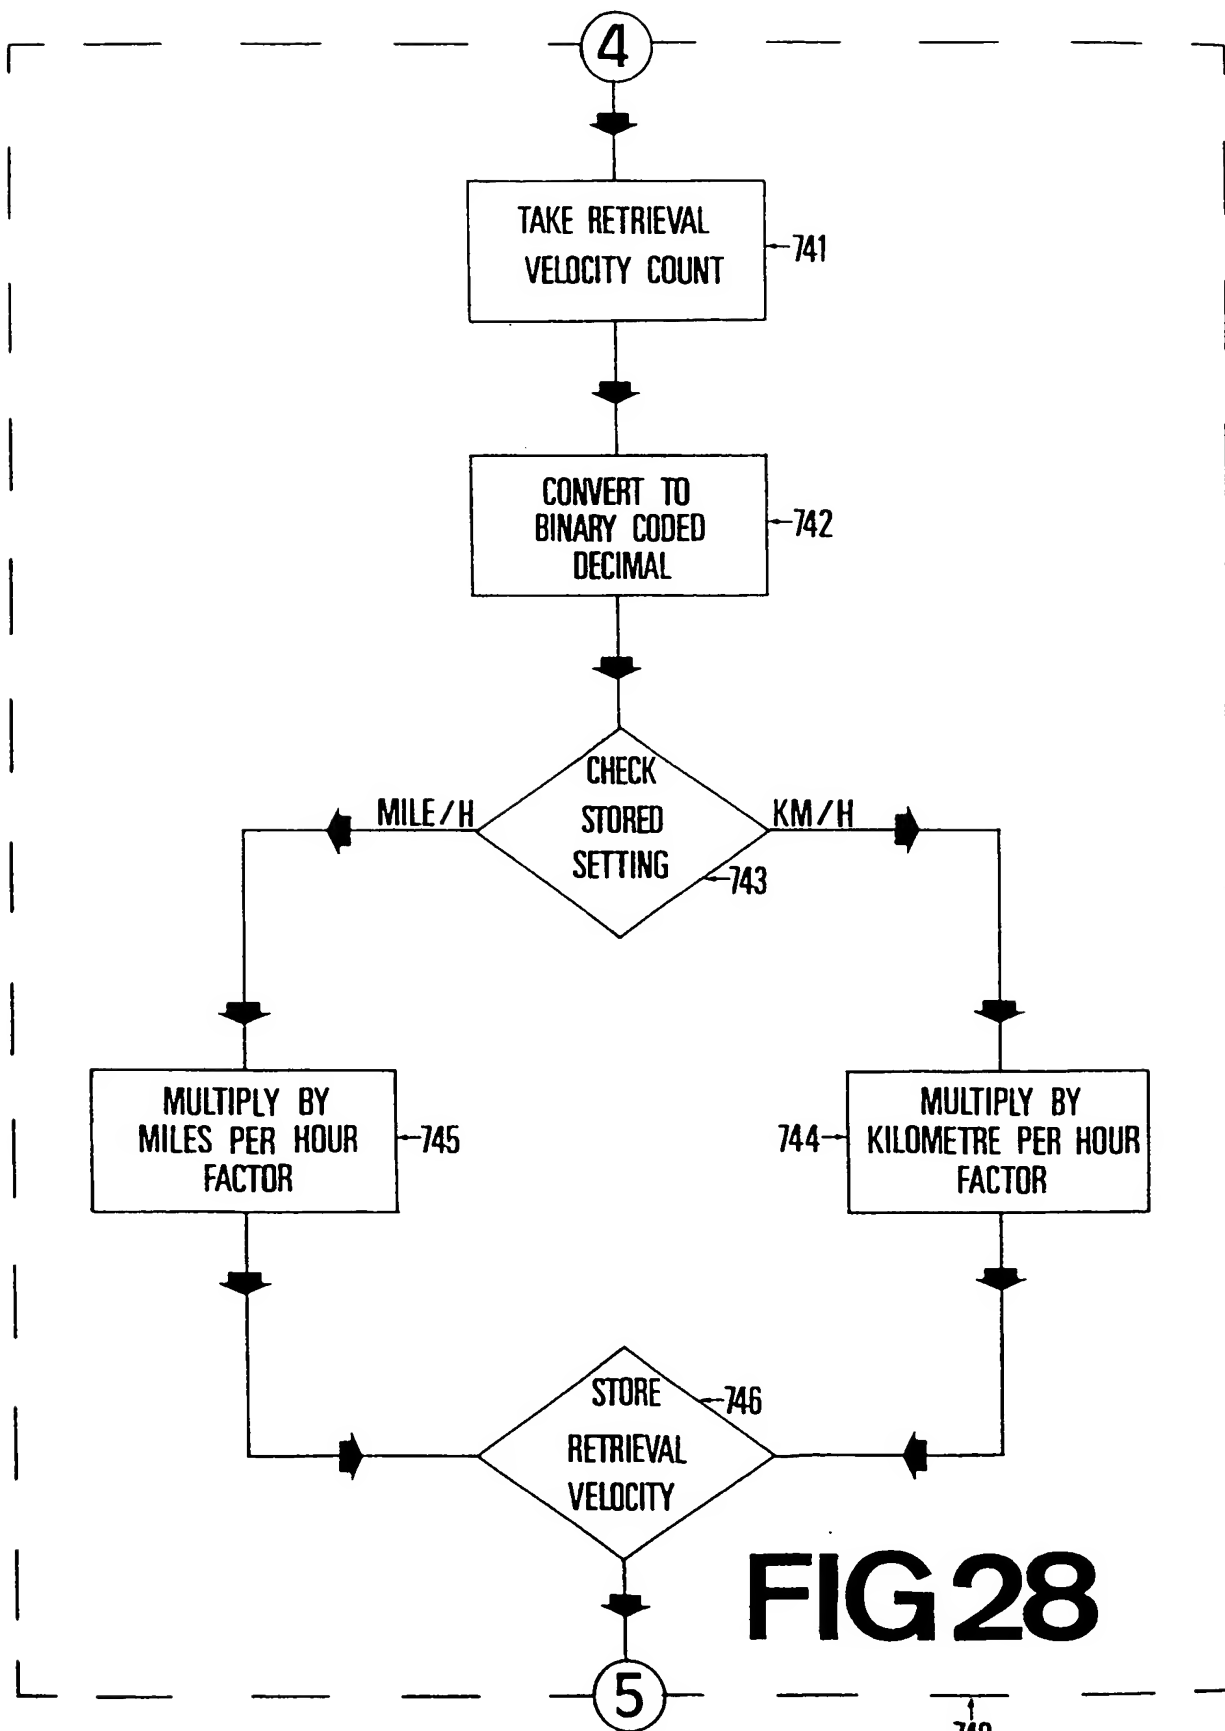 4
TAKE RETRIEVAL
VELOCITY COUNT
741
CONVERT TO
BINARY CODED
DECIMAL
742
CHECK
STORED
SETTING
MILE/H
KM/H
743
MULTIPLY BY
MILES PER HOUR
FACTOR
745
744
MULTIPLY BY
KILOMETRE PER HOUR
FACTOR
STORE
RETRIEVAL
VELOCITY
746
FIG 28
5